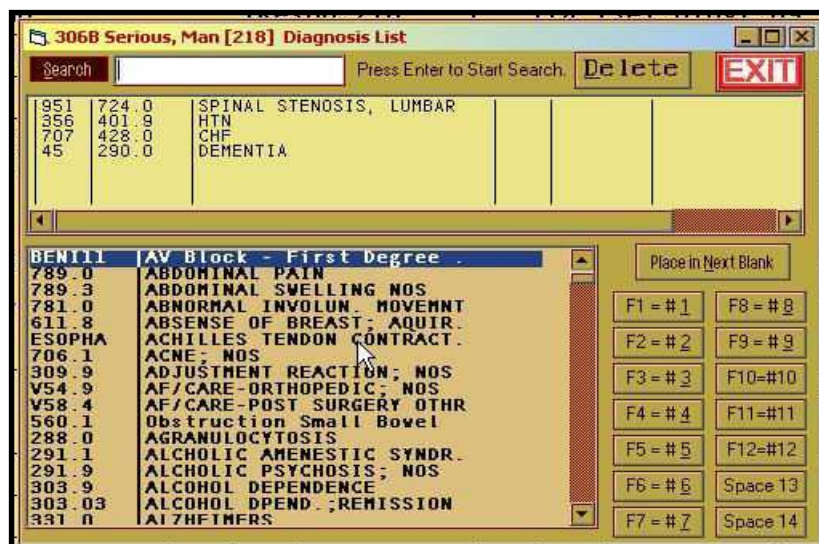 306B Serious, Man [218] Diagnosis List
Search Press Enter to Start Search. Delete EXIT
951 724.0 SPINAL STENOSIS, LUMBAR
356 401.9 HTN
707 428.0 CHF
45 290.0 DEMENTIA
BENI11 AV Block - First Degree .
789.0 ABDOMINAL PAIN
789.3 ABDOMINAL SWELLING NOS
781.0 ABNORMAL INVOLUN. MOVEMNT
611.8 ABSENSE OF BREAST; AQUIR.
ESOPHA ACHILLES TENDON CONTRACT.
706.1 ACNE; NOS
309.9 ADJUSTMENT REACTION; NOS
V54.9 AF/CARE-ORTHOPEDIC; NOS
V58.4 AF/CARE-POST SURGERY OTHR
560.1 Obstruction Small Bowel
288.0 AGRANULOCYTOSIS
291.1 ALCHOLIC AMENESTIC SYNDR.
291.9 ALCHOLIC PSYCHOSIS; NOS
303.9 ALCOHOL DEPENDENCE
303.03 ALCOHOL DPEND.;REMISSION
331.0 ALZHEIMERS
Place in Next Blank
F1 = # 1 F8 = # 8
F2 = # 2 F9 = # 9
F3 = # 3 F10=#10
F4 = # 4 F11=#11
F5 = # 5 F12=#12
F6 = # 6 Space 13
F7 = # 7 Space 14